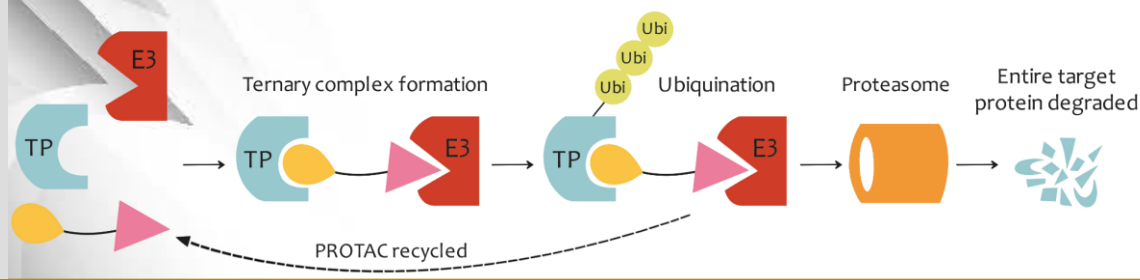 E3
TP
Ternary complex formation
TP
E3
Ubi
Ubi
Ubi
Ubiquination
TP
E3
Proteasome
Entire target
protein degraded
PROTAC recycled